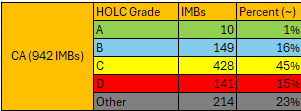 HOLC Grade IMBs Percent (~)
CA (942 IMBs)
A 10 1%
B 149 16%
C 428 45%
D 141 15%
Other 214 23%